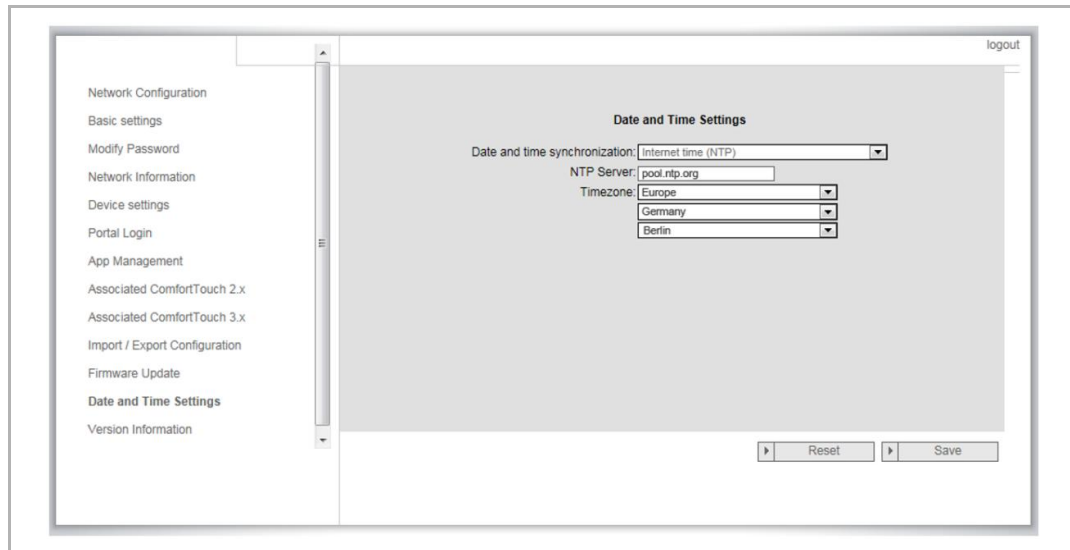 logout
Network Configuration
Basic settings
Modify Password
Network Information
Device settings
Portal Login
App Management
Associated ComfortTouch 2.x
Associated ComfortTouch 3.x
Import / Export Configuration
Firmware Update
Date and Time Settings
Version Information
Date and Time Settings
Date and time synchronization: Internet time (NTP)
NTP Server: pool.ntp.org
Timezone: Europe
Germany
Berlin
Reset
Save